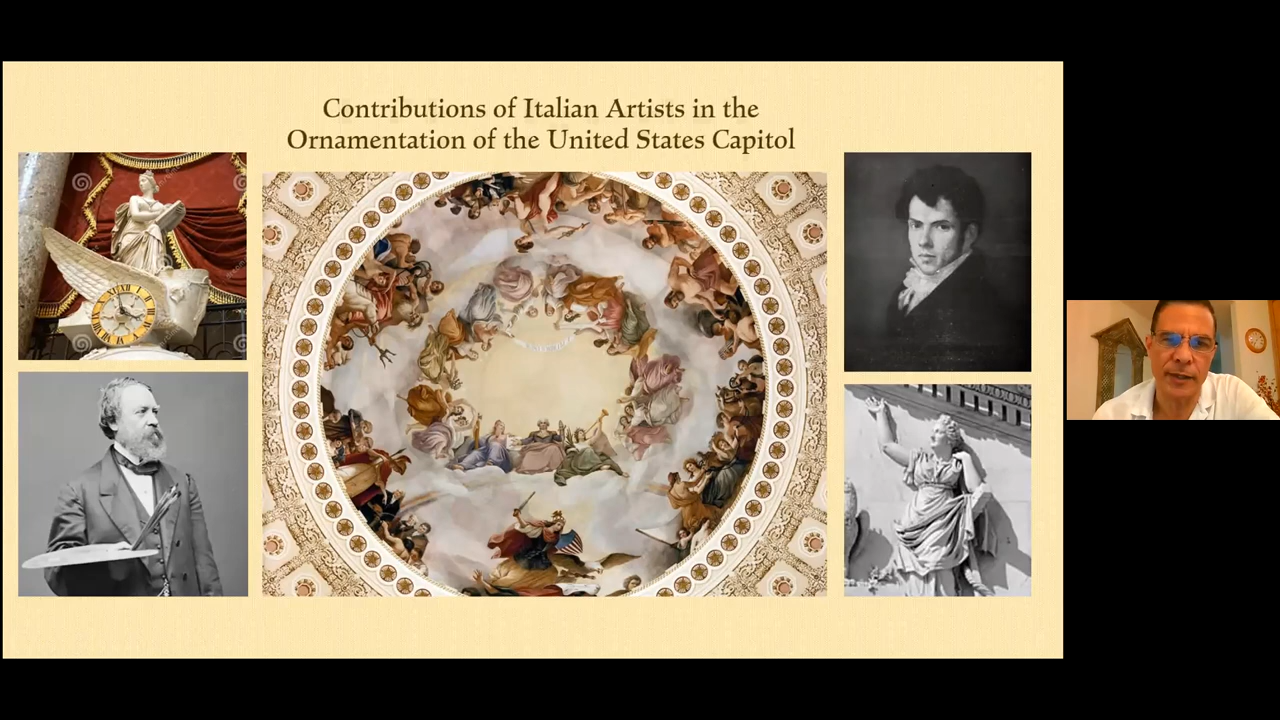 Contributions of Italian Artists in the
Ornamentation of the United States Capitol